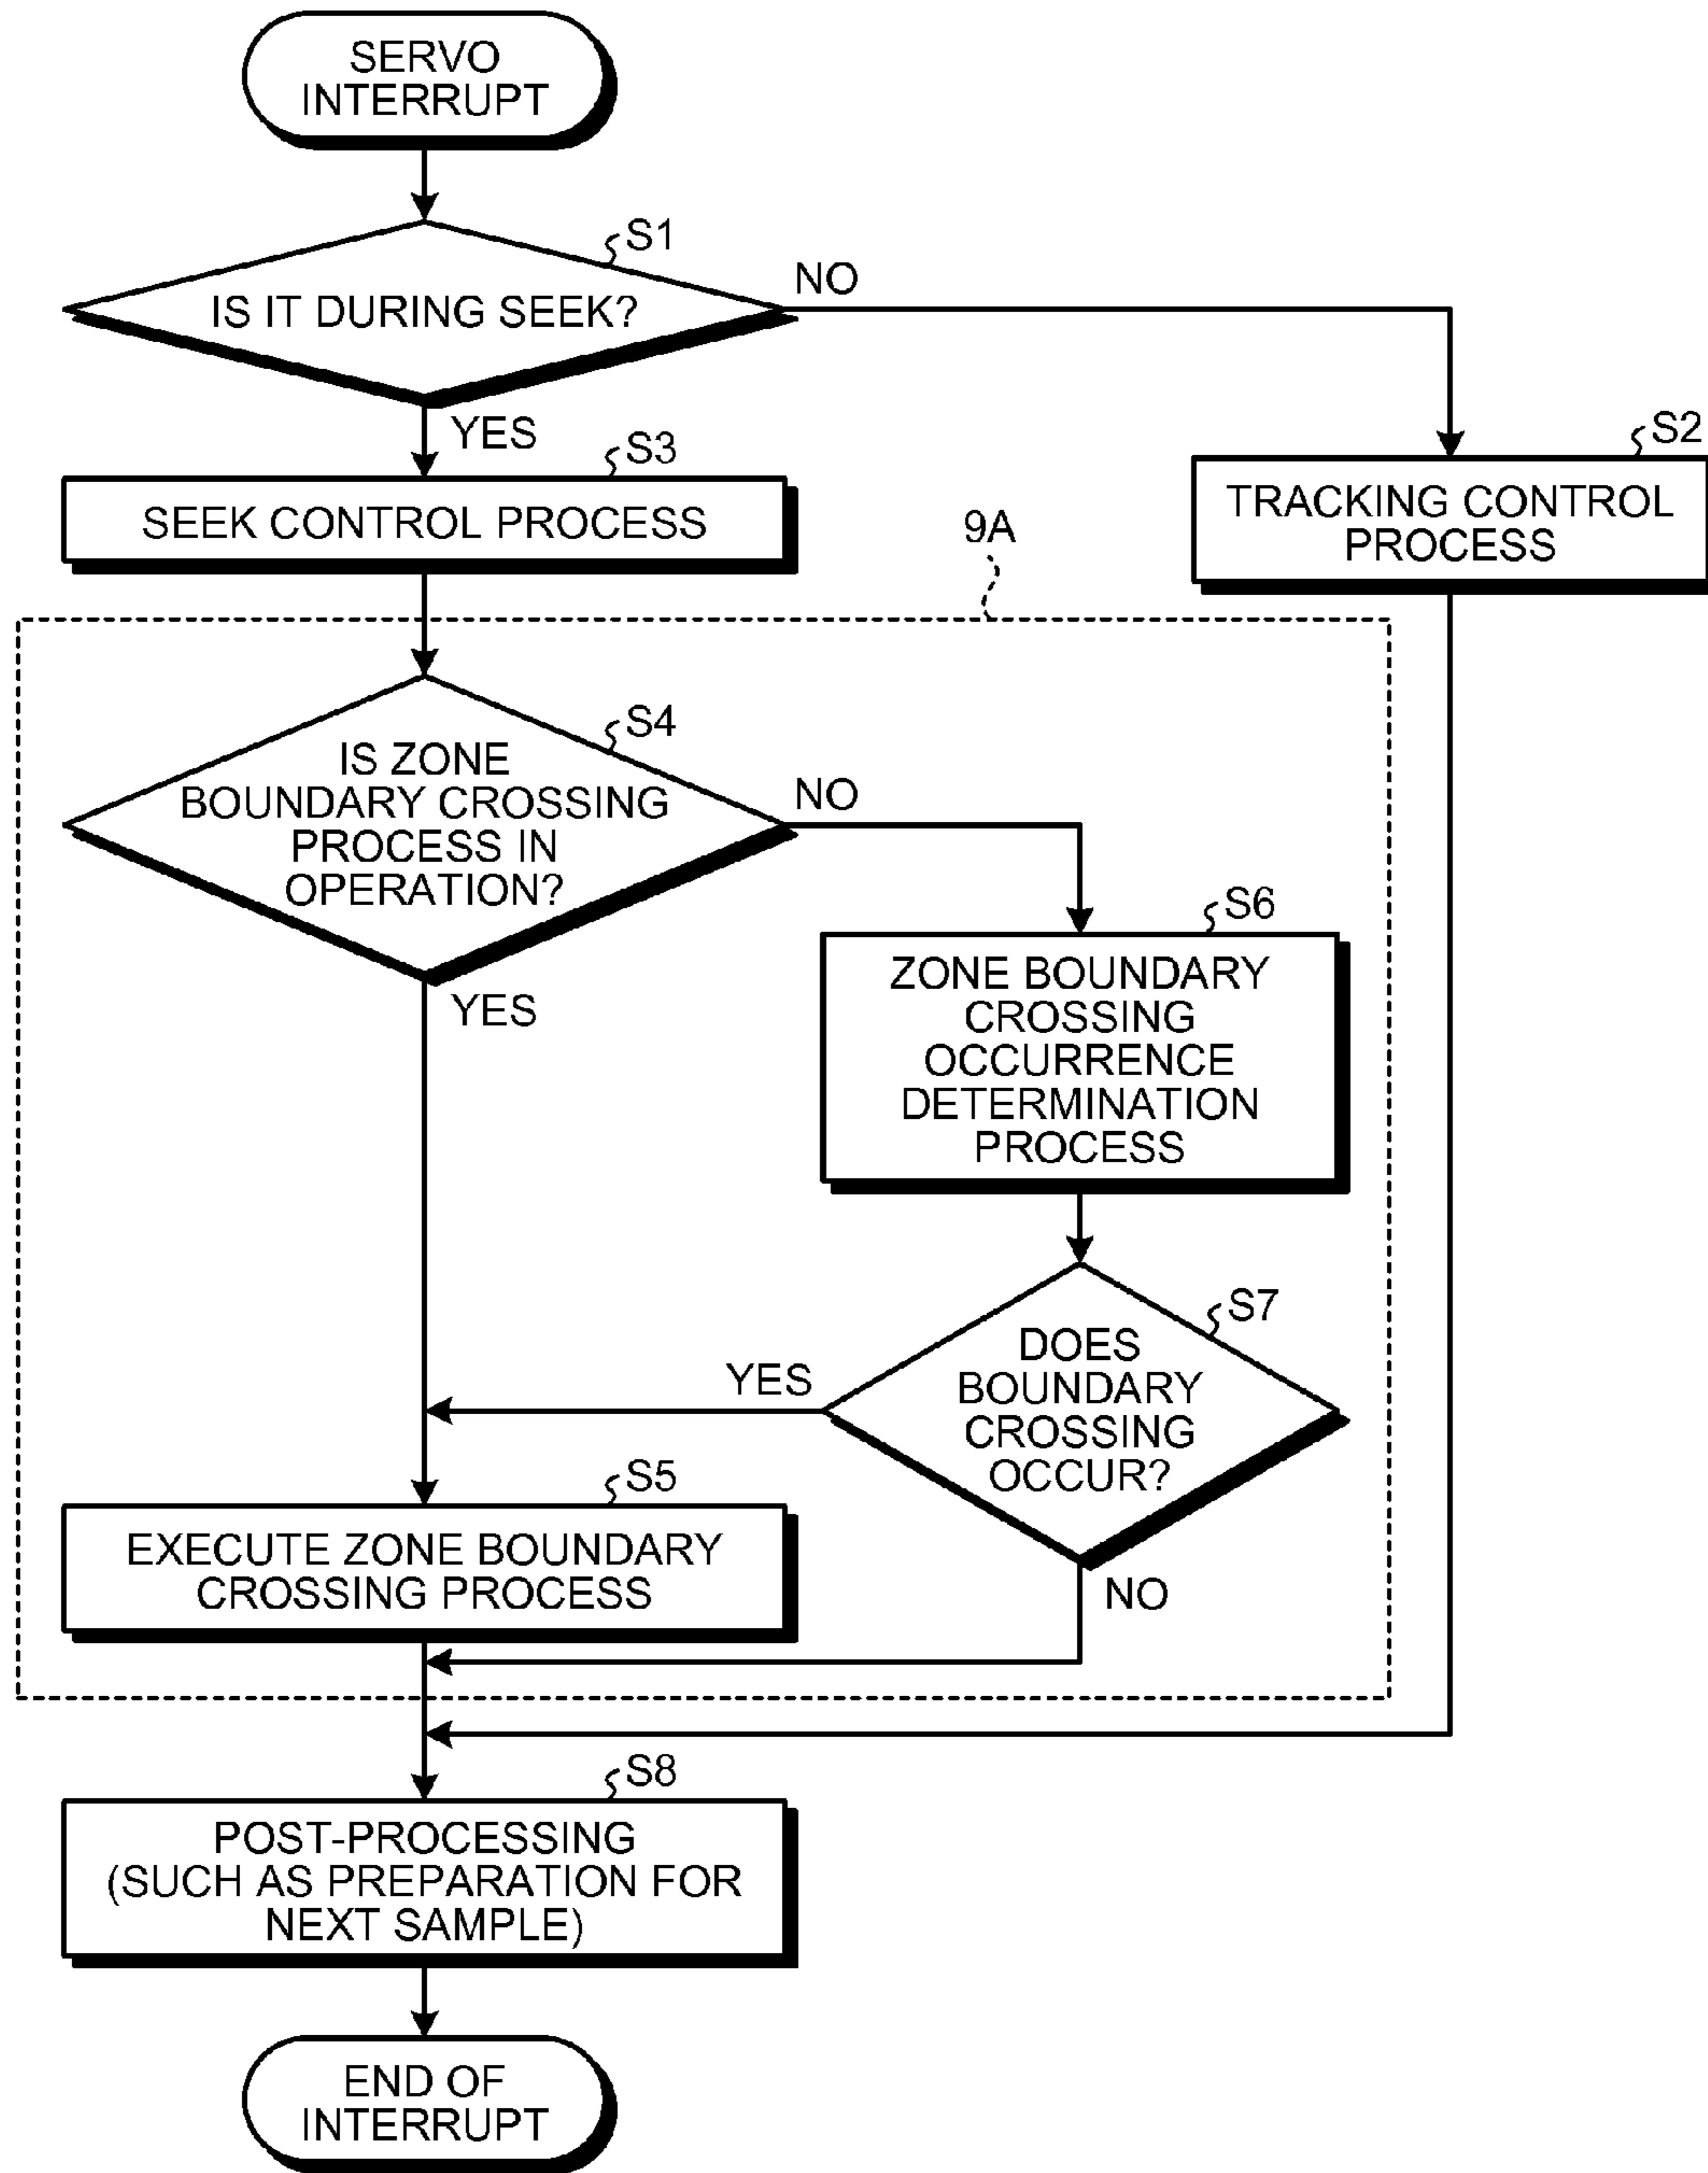 SERVO
INTERRUPT
S1
IS IT DURING SEEK?
NO
YES
S3
SEEK CONTROL PROCESS
S2
TRACKING CONTROL
PROCESS
9A
S4
IS ZONE
BOUNDARY CROSSING
PROCESS IN
OPERATION?
NO
YES
S6
ZONE BOUNDARY
CROSSING
OCCURRENCE
DETERMINATION
PROCESS
S7
DOES
BOUNDARY
CROSSING
OCCUR?
YES
NO
S5
EXECUTE ZONE BOUNDARY
CROSSING PROCESS
S8
POST-PROCESSING
(SUCH AS PREPARATION FOR
NEXT SAMPLE)
END OF
INTERRUPT